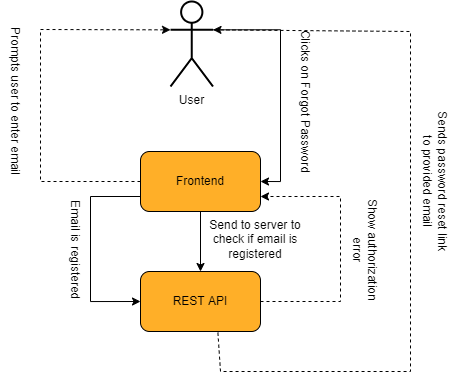 User
Prompts user to enter email
Clicks on Forgot Password
Sends password reset link
to provided email
Frontend
Send to server to
check if email is
registered
Email is
registered
Show authorization
error
REST API